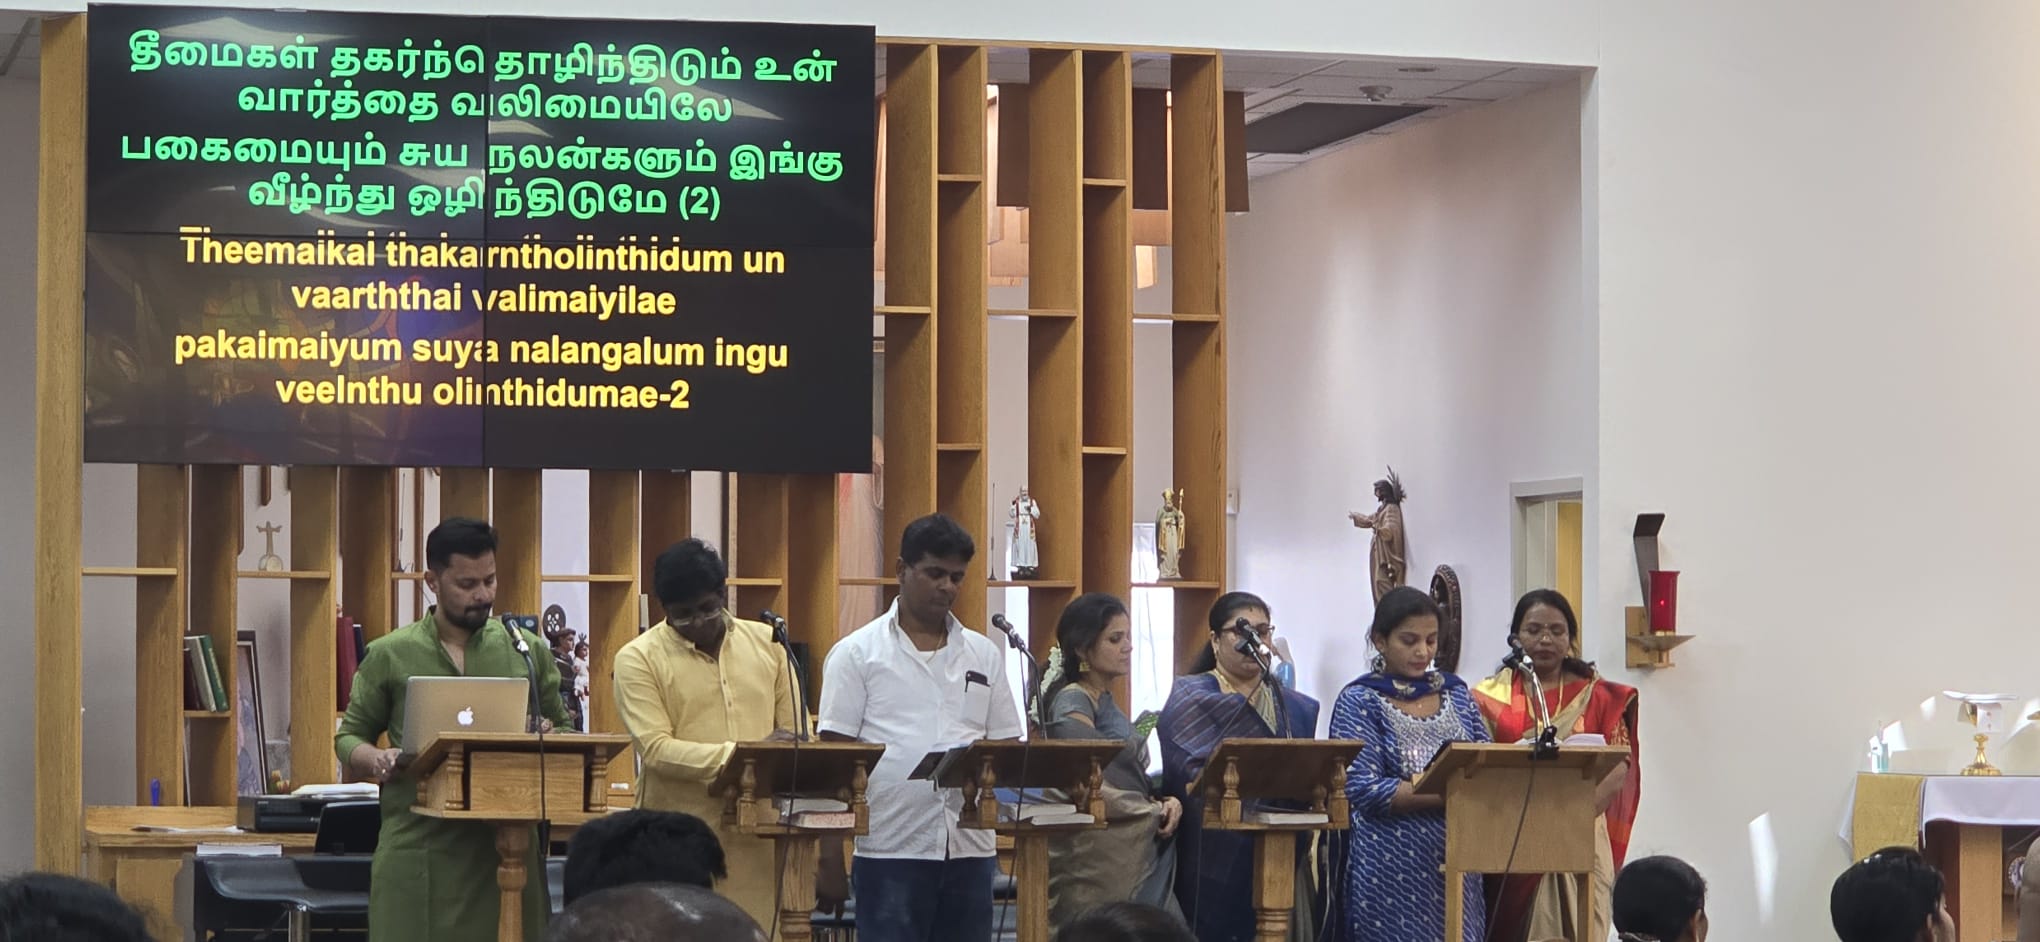 தீமைகள் தகர்ந்தொழிந்திடும் உன்
வார்த்தை வலிமையிலே
பகைமையும் சுய நலன்களும் இங்கு
வீழ்ந்து ஒழிந்திடுமே (2)
Theemaikal thakarntholinthidum un
vaarththai valimaiyilae
pakaimaiyum suya nalangalum ingu
veelnthu olinthidumae-2